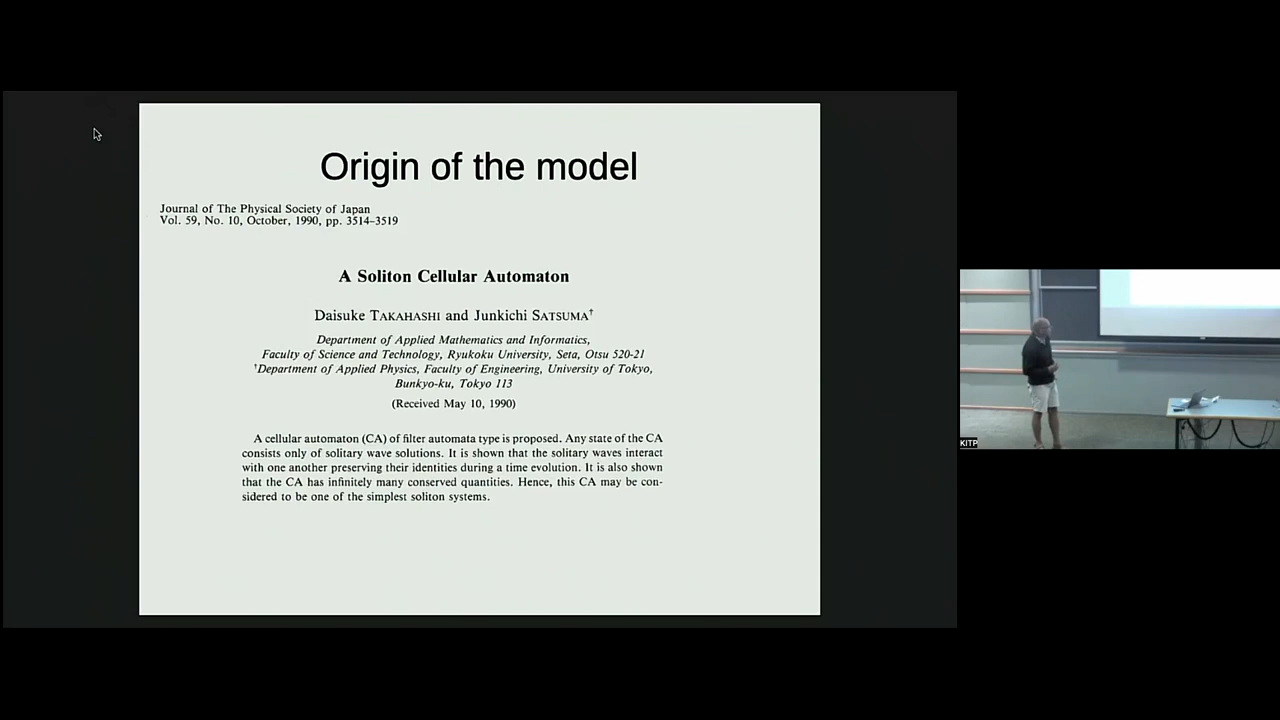 Origin of the model
Journal of The Physical Society of Japan
Vol. 59, No. 10, October, 1990, pp. 3514–3519
A Soliton Cellular Automaton
Daisuke TAKAHASHI and Junkichi SATSUMA†
Department of Applied Mathematics and Informatics,
Faculty of Science and Technology, Ryukoku University, Seta, Otsu 520-21
†Department of Applied Physics, Faculty of Engineering, University of Tokyo,
Bunkyo-ku, Tokyo 113
(Received May 10, 1990)
A cellular automaton (CA) of filter automata type is proposed. Any state of the CA
consists only of solitary wave solutions. It is shown that the solitary waves interact
with one another preserving their identities during a time evolution. It is also shown
that the CA has infinitely many conserved quantities. Hence, this CA may be con-
sidered to be one of the simplest soliton systems.
KITP